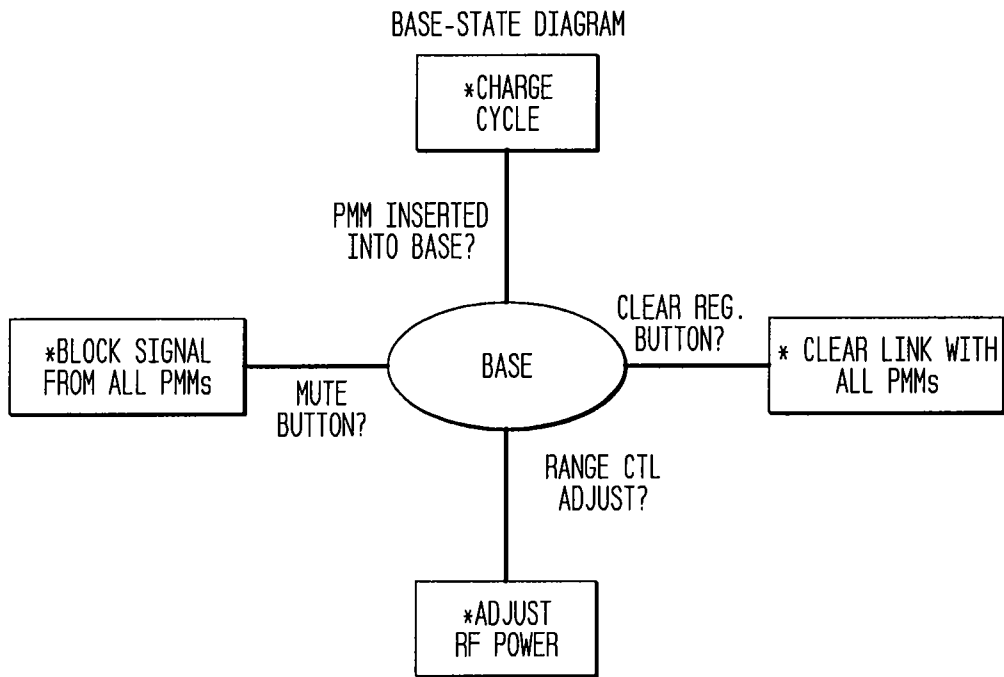 BASE-STATE DIAGRAM
*CHARGE
CYCLE
PMM INSERTED
INTO BASE?
CLEAR REG.
BUTTON?
*BLOCK SIGNAL
FROM ALL PMMs
MUTE
BUTTON?
BASE
* CLEAR LINK WITH
ALL PMMs
RANGE CTL
ADJUST?
*ADJUST
RF POWER